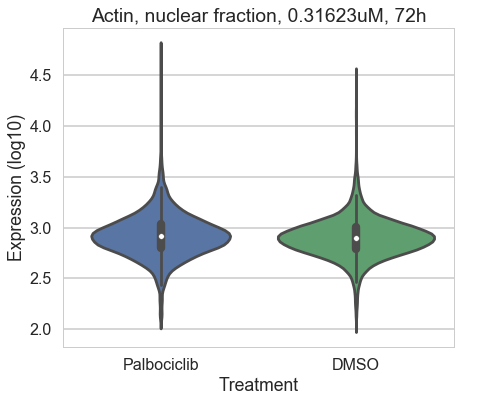 Actin, nuclear fraction, 0.31623uM, 72h
Expression (log10)
4.5
4.0
3.5
3.0
2.5
2.0
Palbociclib
DMSO
Treatment